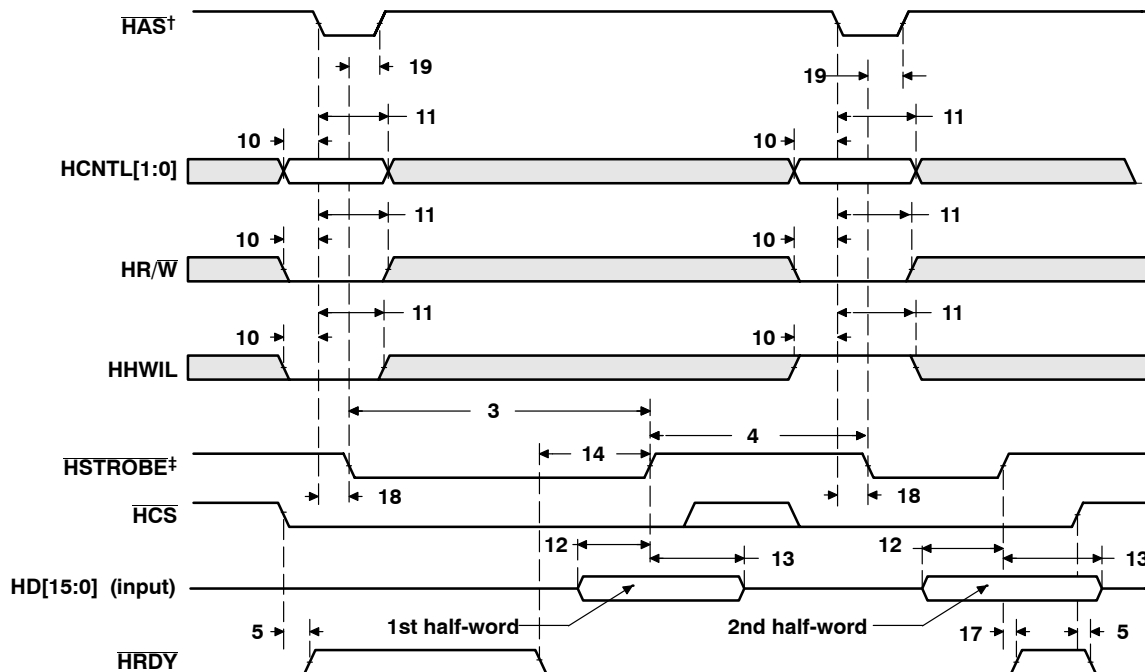 HAS†
19
19
11
11
10
10
HCNTL[1:0]
11
11
10
10
HR/W
11
11
10
10
HHWIL
3
4
14
HSTROBE‡
18
18
HCS
12
12
13
13
HD[15:0] (input)
1st half-word
2nd half-word
5
17
5
HRDY